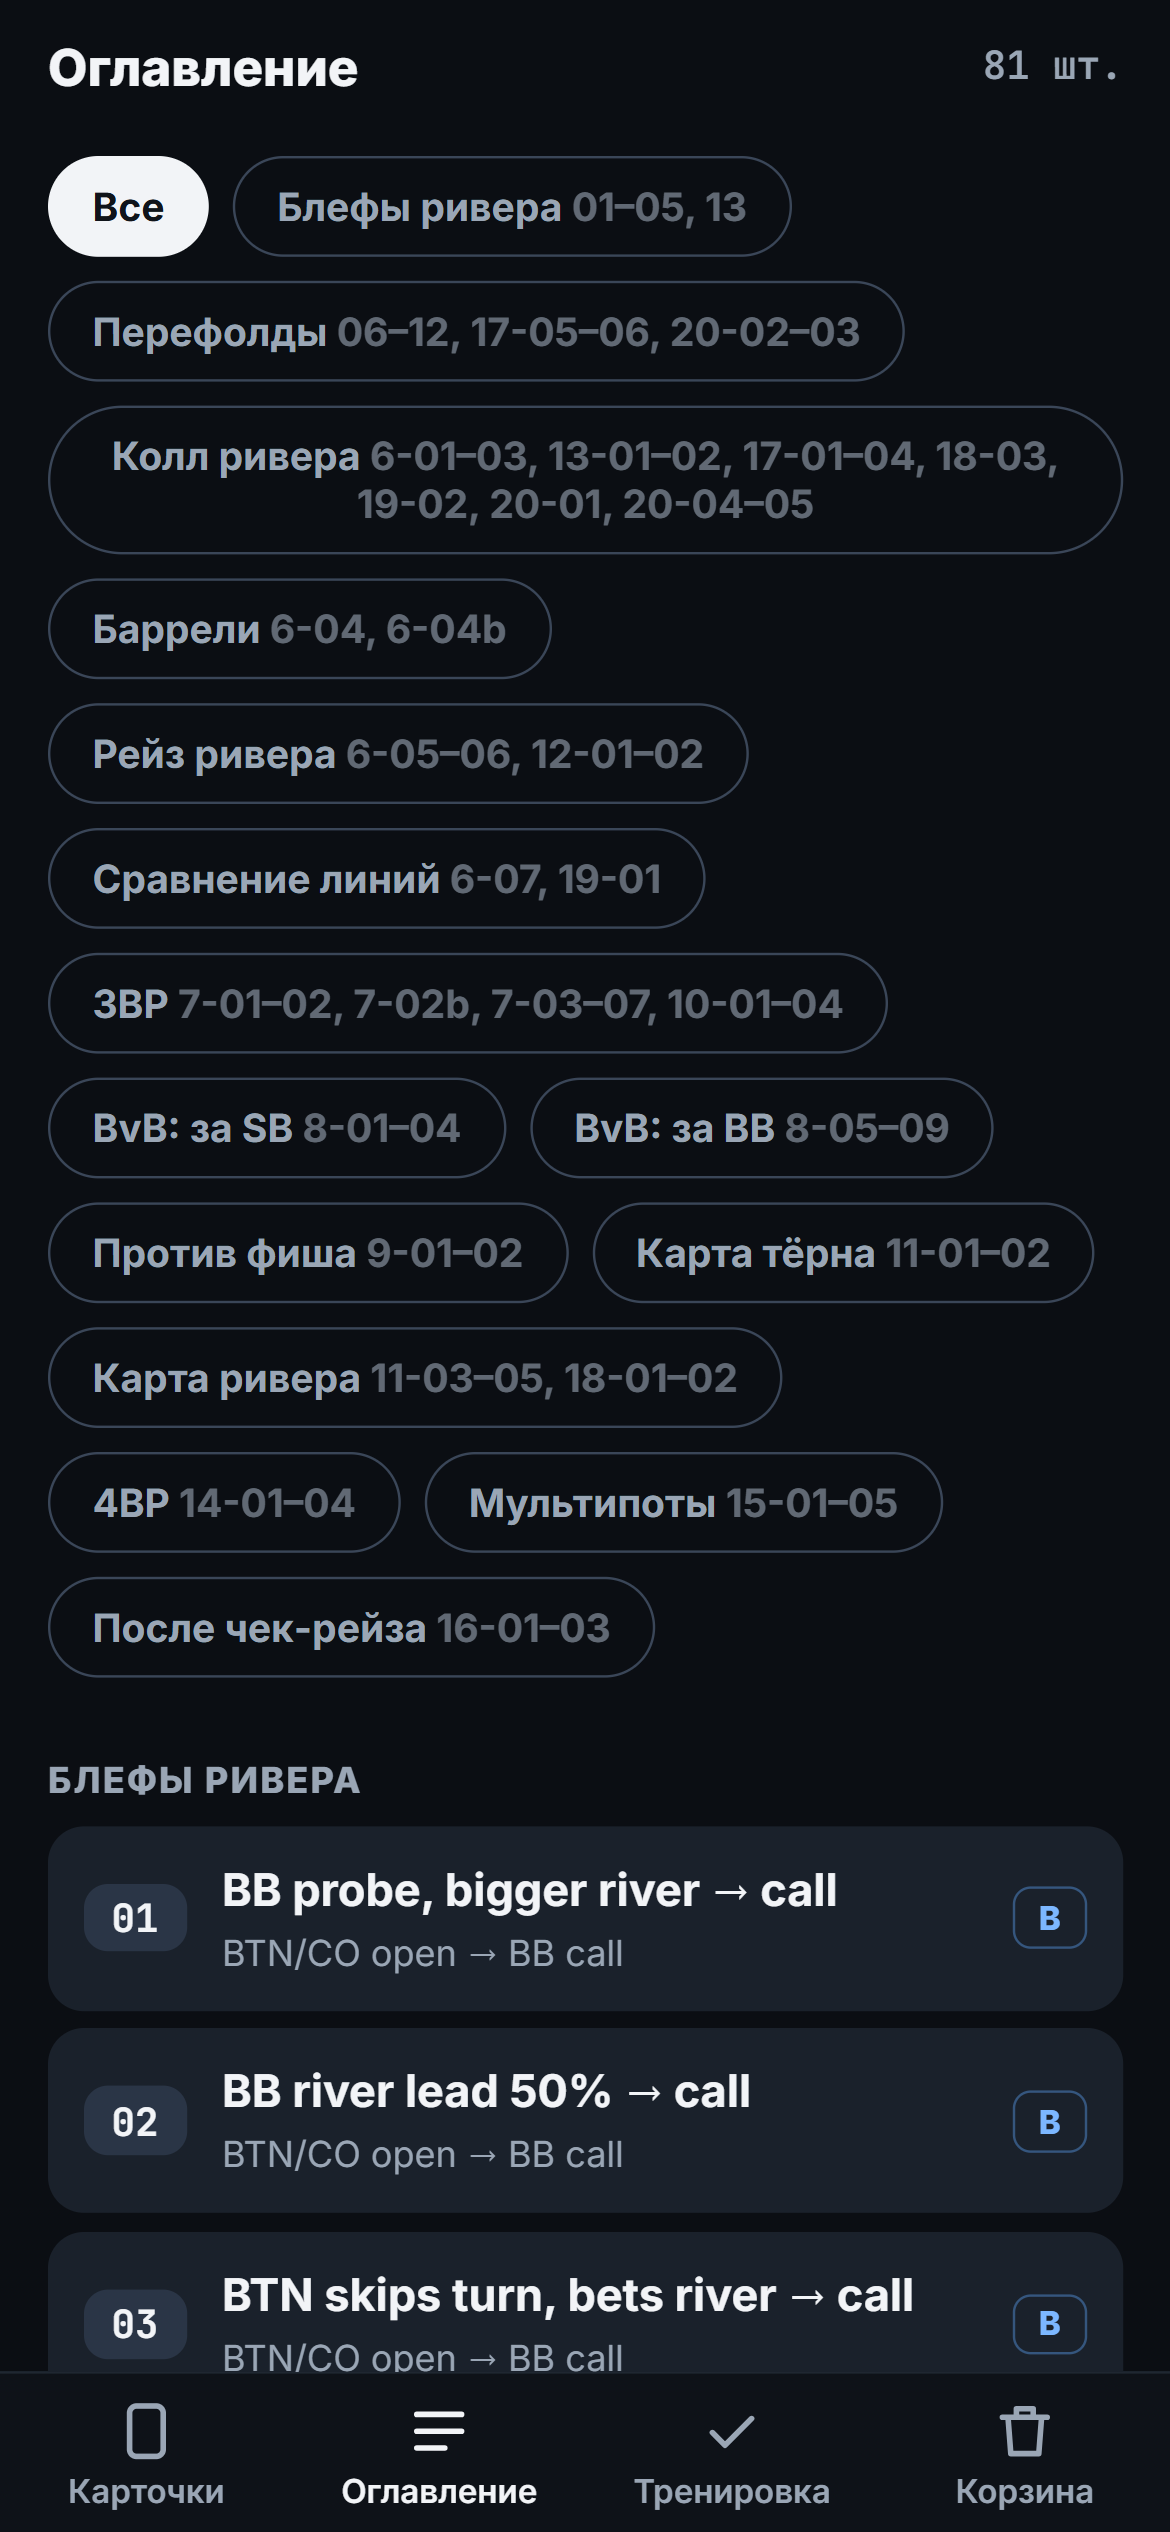 Оглавление
81 шт.
Все
Блефы ривера 01–05, 13
Перефолды 06–12, 17-05–06, 20-02–03
Колл ривера 6-01–03, 13-01–02, 17-01–04, 18-03,
19-02, 20-01, 20-04–05
Баррели 6-04, 6-04b
Рейз ривера 6-05–06, 12-01–02
Сравнение линий 6-07, 19-01
3BP 7-01–02, 7-02b, 7-03–07, 10-01–04
BvB: за SB 8-01–04
BvB: за BB 8-05–09
Против фиша 9-01–02
Карта тёрна 11-01–02
Карта ривера 11-03–05, 18-01–02
4BP 14-01–04
Мультипоты 15-01–05
После чек-рейза 16-01–03
БЛЕФЫ РИВЕРА
01
BB probe, bigger river → call
BTN/CO open → BB call
B
02
BB river lead 50% → call
BTN/CO open → BB call
B
03
BTN skips turn, bets river → call
BTN/CO open → BB call
B
Карточки
Оглавление
Тренировка
Корзина